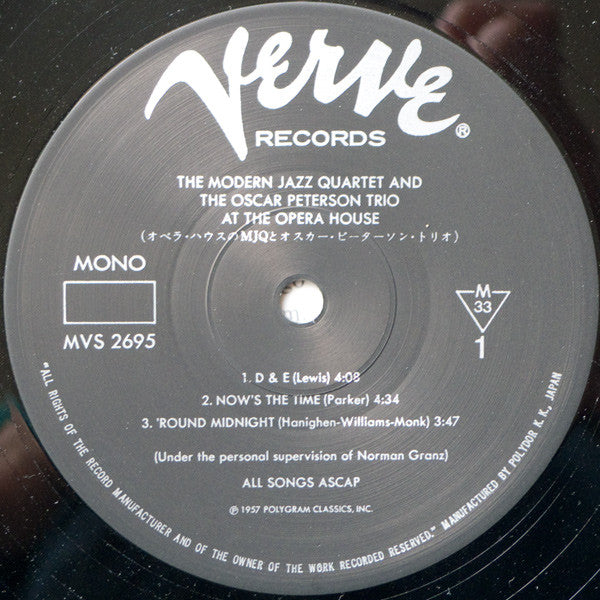 Verve®
RECORDS
THE MODERN JAZZ QUARTET AND
THE OSCAR PETERSON TRIO
AT THE OPERA HOUSE
(オペラ・ハウスのMJQとオスカー・ピーターソン・トリオ)
MONO
MVS 2695
M
33
1
1. D & E (Lewis) 4:08
2. NOW'S THE TIME (Parker) 4:34
3. 'ROUND MIDNIGHT (Hanighen-Williams-Monk) 3:47
(Under the personal supervision of Norman Granz)
ALL SONGS ASCAP
℗ 1957 POLYGRAM CLASSICS, INC.
"ALL RIGHTS OF THE RECORD MANUFACTURER AND OF THE OWNER OF THE WORK RECORDED RESERVED." MANUFACTURED BY POLYDOR K.K., JAPAN